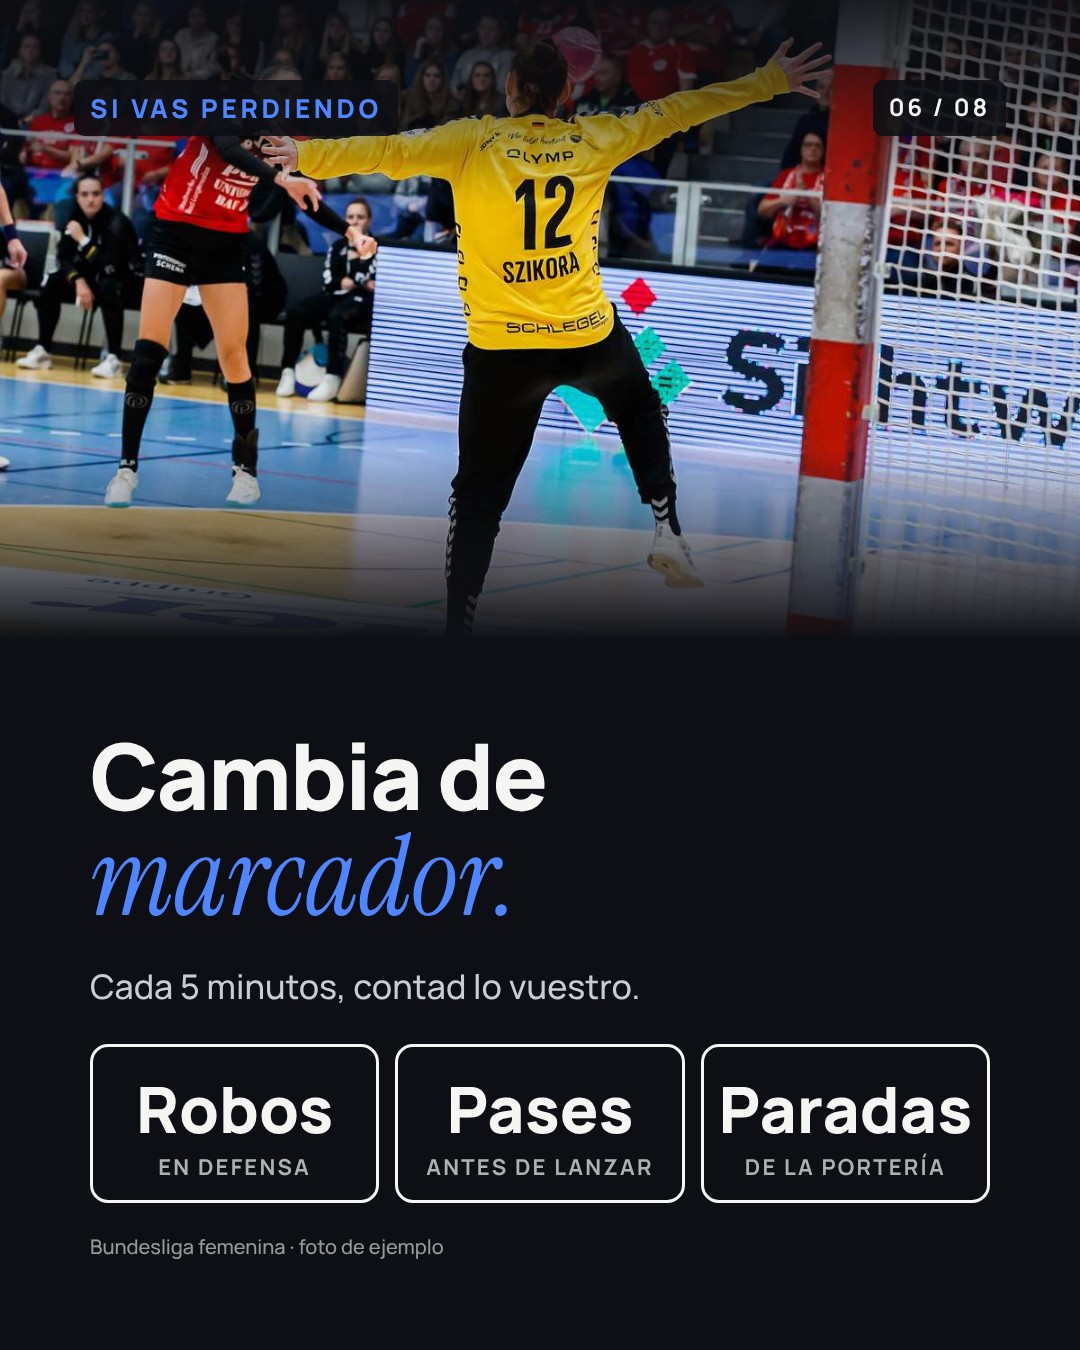 SI VAS PERDIENDO
06 / 08
OLYMP
12
SZIKORA
SCHLEGEL
Cambia de
marcador.
Cada 5 minutos, contad lo vuestro.
Robos
EN DEFENSA
Pases
ANTES DE LANZAR
Paradas
DE LA PORTERÍA
Bundesliga femenina · foto de ejemplo